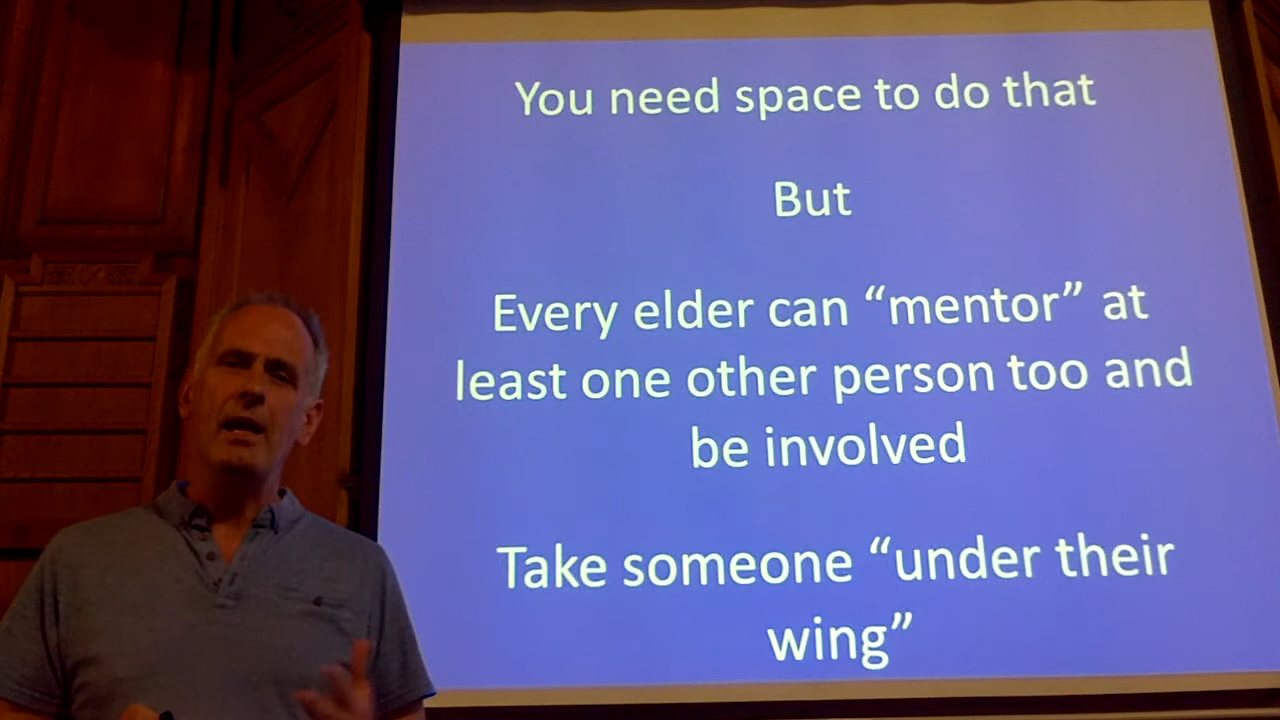 You need space to do that
But
Every elder can “mentor” at
least one other person too and
be involved
Take someone “under their
wing”